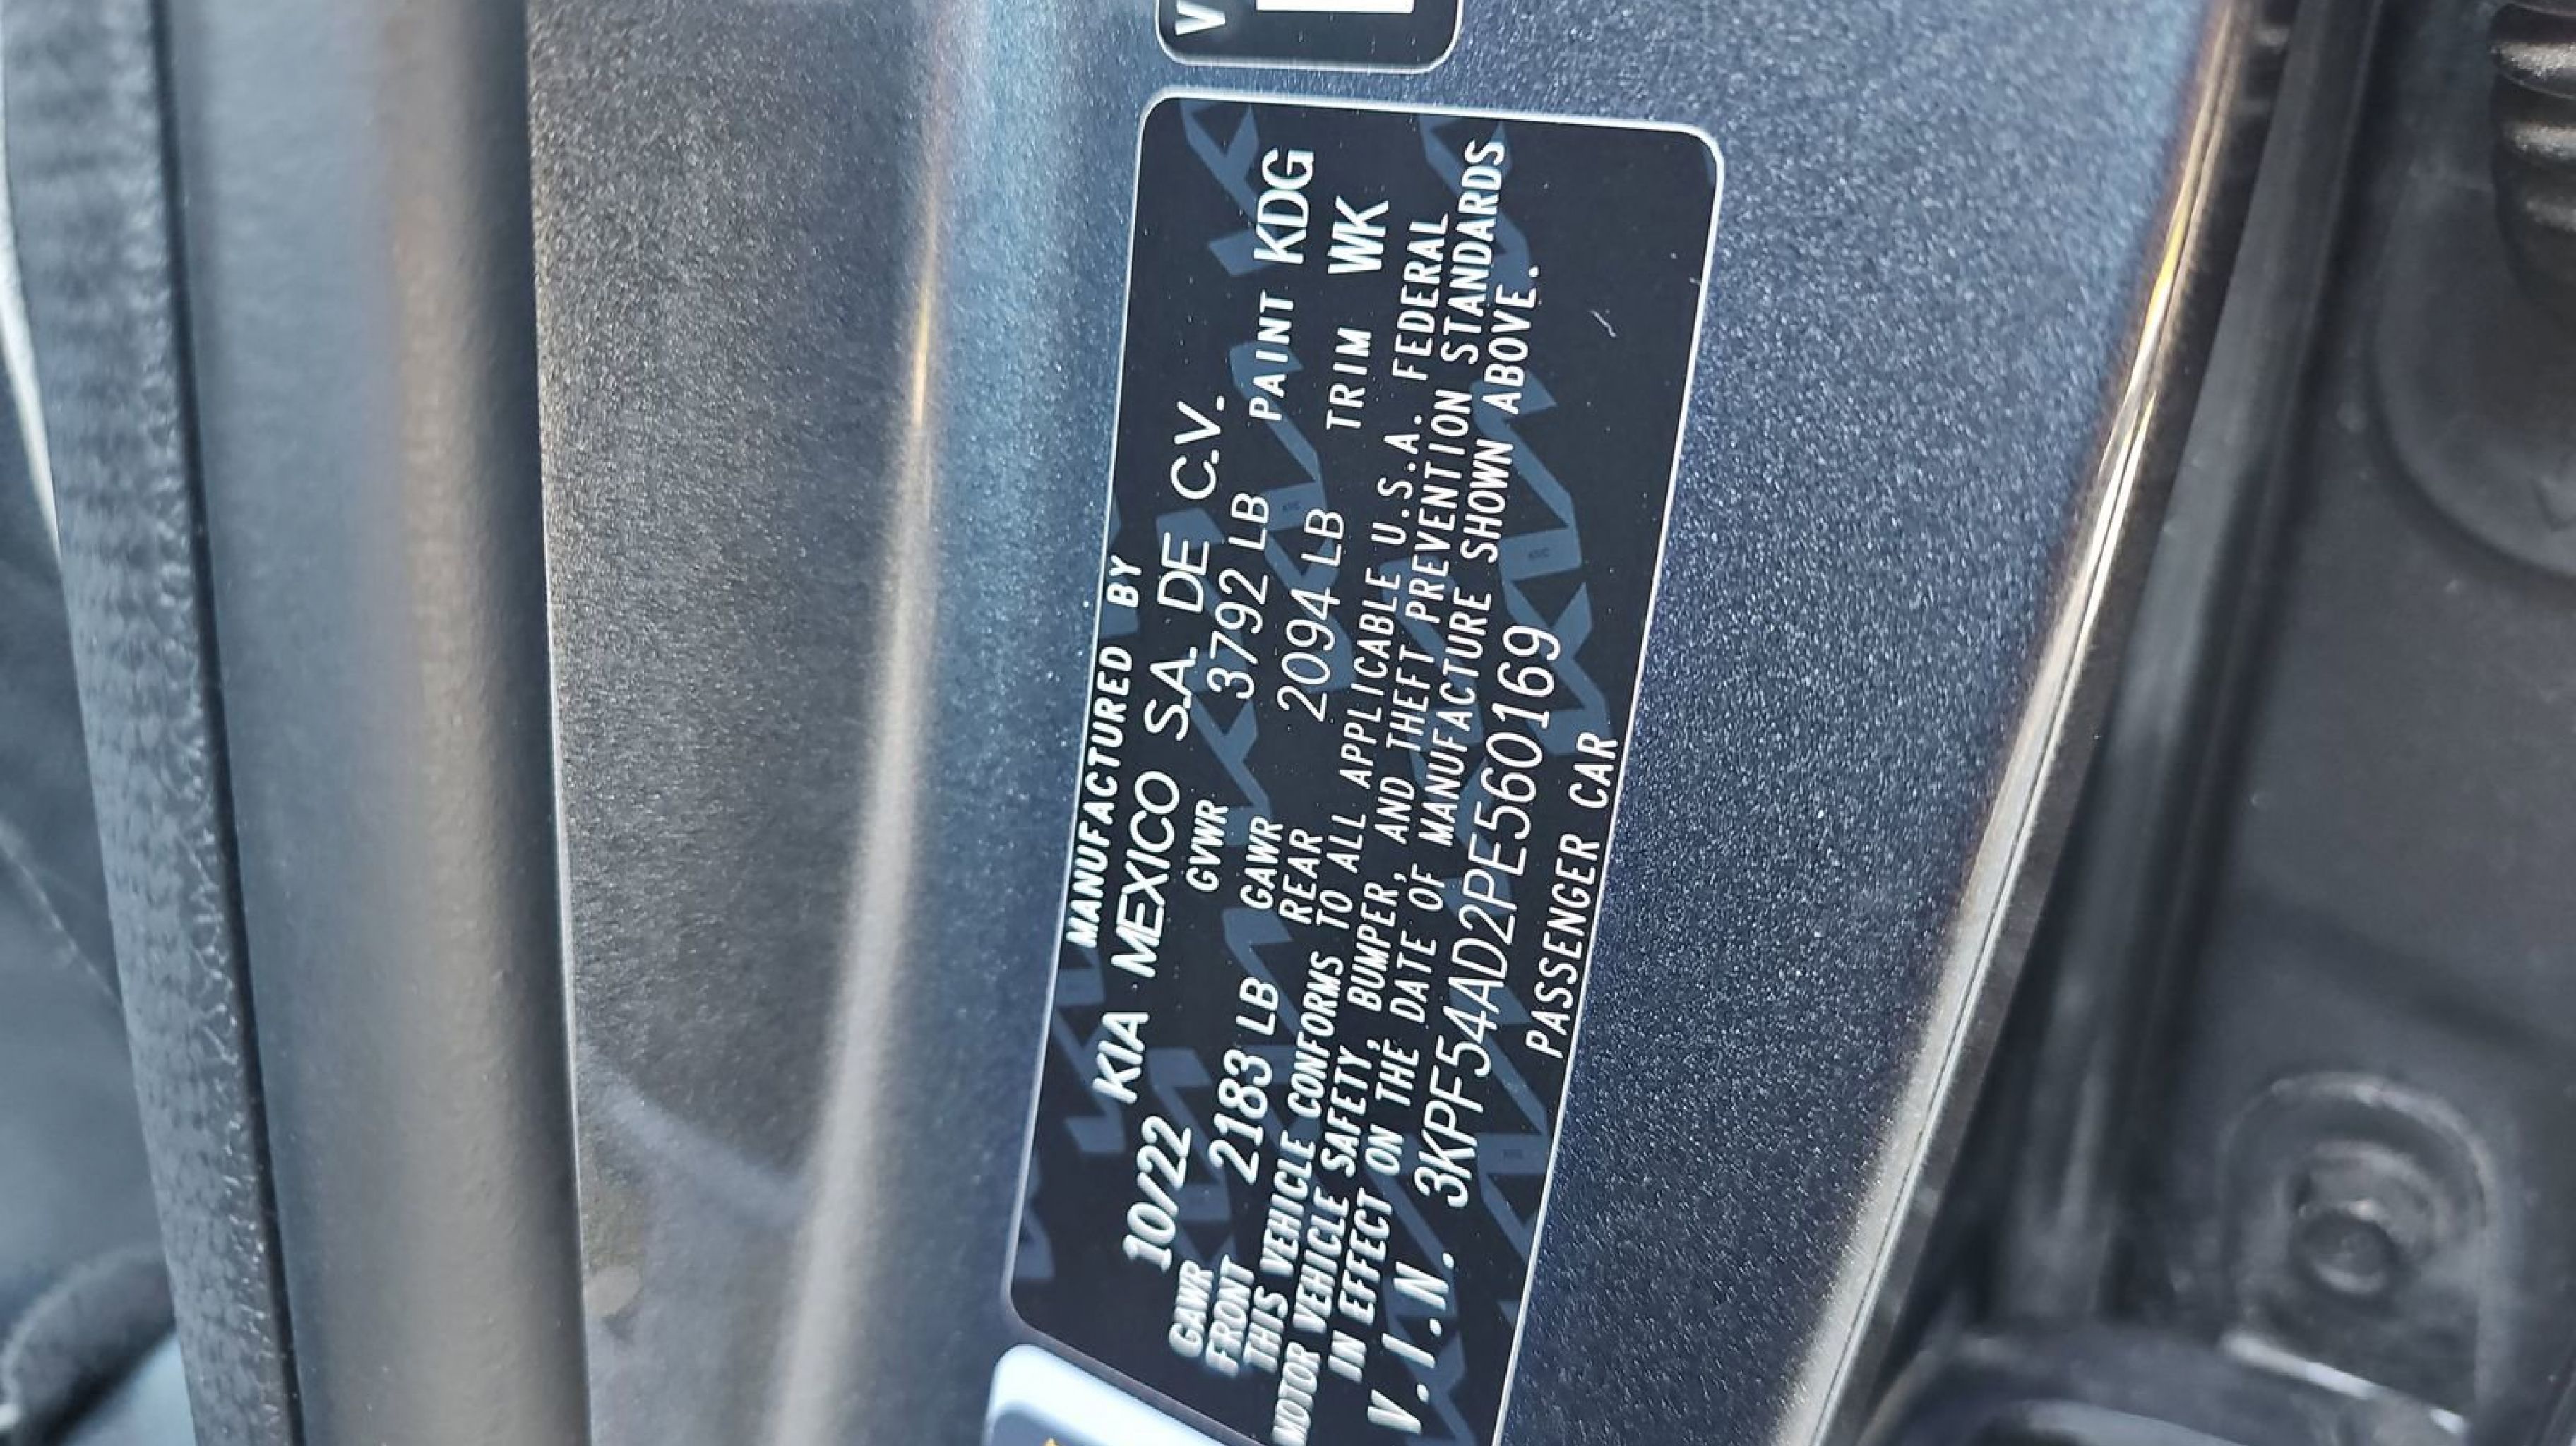 V
MANUFACTURED BY
10/22 KIA MEXICO S.A. DE C.V.
GVWR 3792 LB PAINT KDG
GAWR FRONT 2183 LB GAWR REAR 2094 LB TRIM WK
THIS VEHICLE CONFORMS TO ALL APPLICABLE U.S.A. FEDERAL
MOTOR VEHICLE SAFETY, BUMPER, AND THEFT PREVENTION STANDARDS
IN EFFECT ON THE DATE OF MANUFACTURE SHOWN ABOVE.
V.I.N. 3KPF54AD2PE560169
PASSENGER CAR